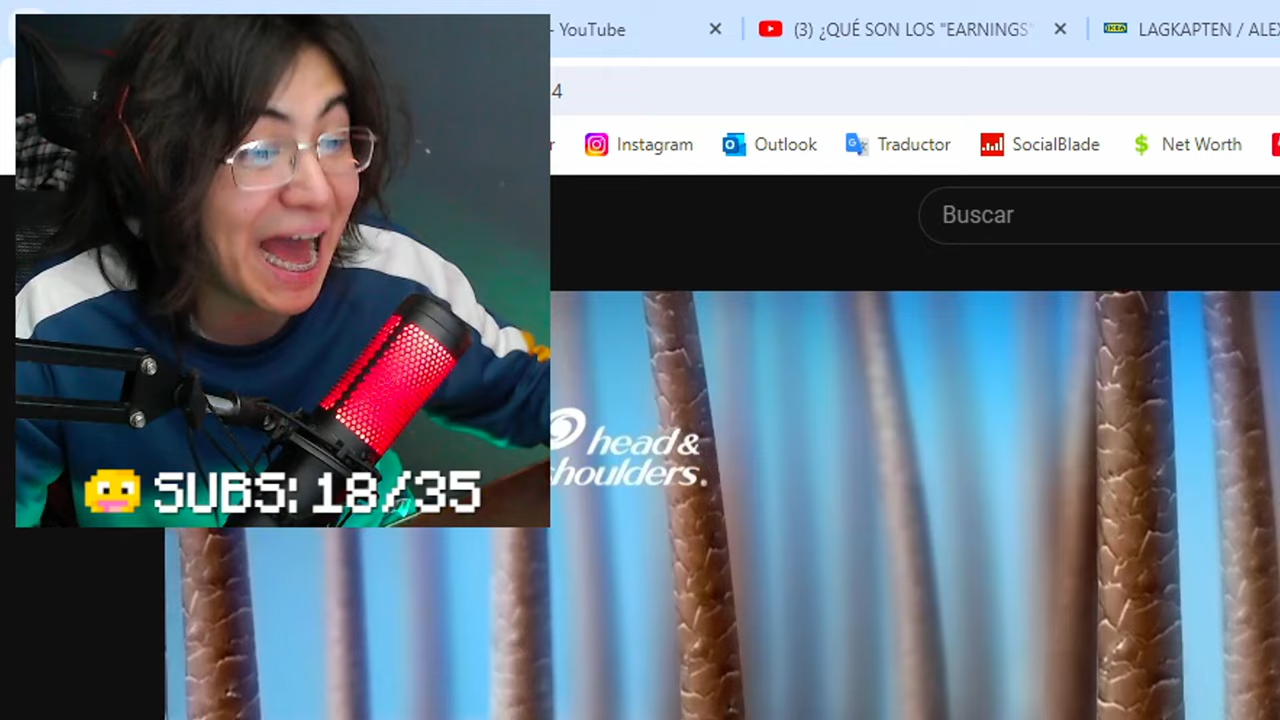 - YouTube
(3) ¿QUÉ SON LOS "EARNINGS"
IKEA
LAGKAPTEN / ALEX
4
r
Instagram
Outlook
Traductor
SocialBlade
Net Worth
Buscar
head&
shoulders.
SUBS: 18/35